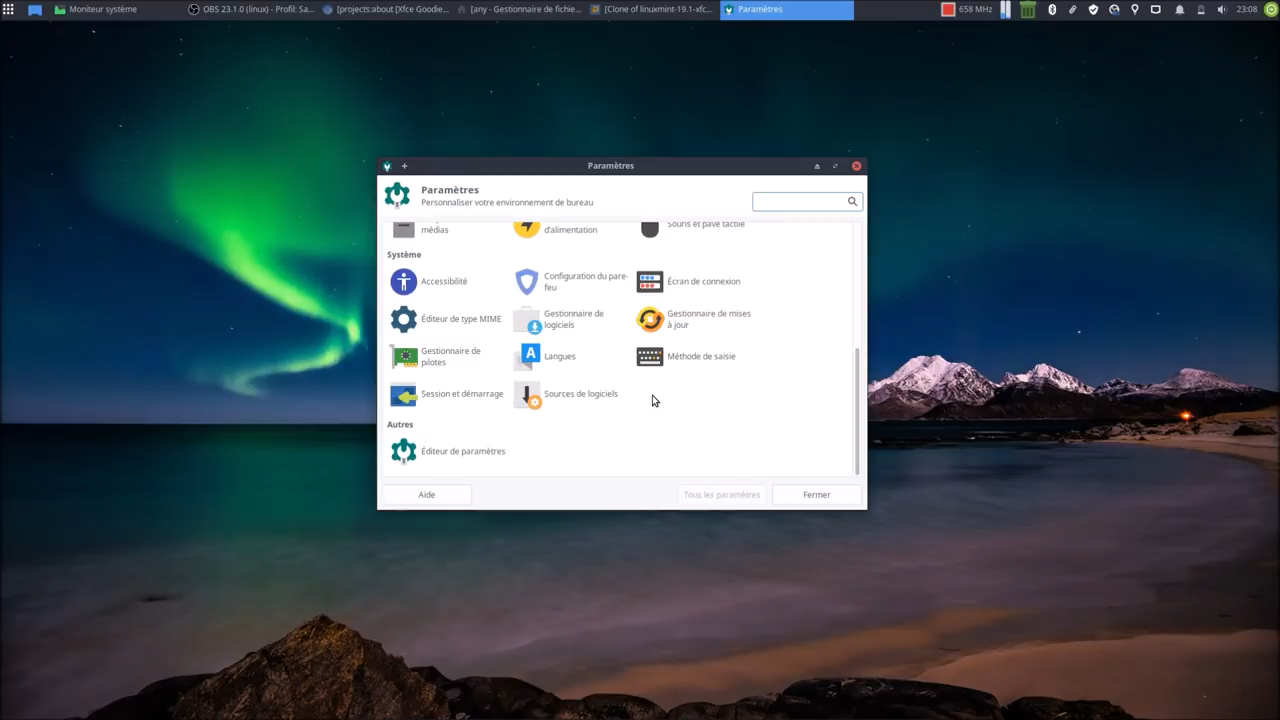 Moniteur système
OBS 23.1.0 (linux) - Profil: Sa...
[projects:about [Xfce Goodie...
[any - Gestionnaire de fichie...
[Clone of linuxmint-19.1-xfc...
Paramètres
658 MHz
23:08
Paramètres
Paramètres
Personnaliser votre environnement de bureau
médias
d'alimentation
Souris et pavé tactile
Système
Accessibilité
Configuration du pare-
feu
Écran de connexion
Éditeur de type MIME
Gestionnaire de
logiciels
Gestionnaire de mises
à jour
Gestionnaire de
pilotes
Langues
Méthode de saisie
Session et démarrage
Sources de logiciels
Autres
Éditeur de paramètres
Aide
Tous les paramètres
Fermer